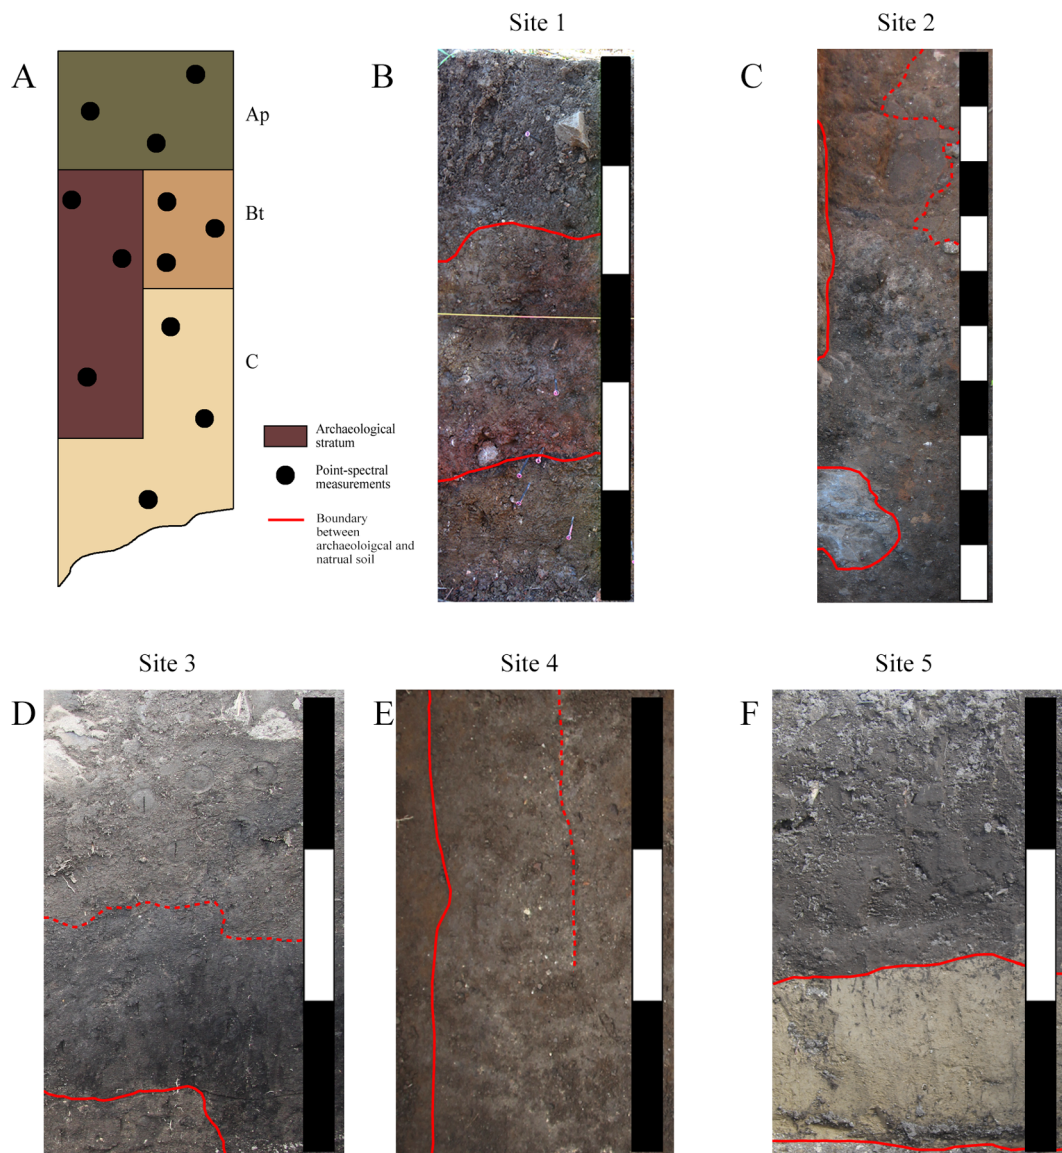 Site 1
Site 2
A
B
C
Ap
Bt
C
Archaeological
stratum
Point-spectral
measurements
Boundary
between
archaeoloigcal and
natrual soil
Site 3
Site 4
Site 5
D
E
F